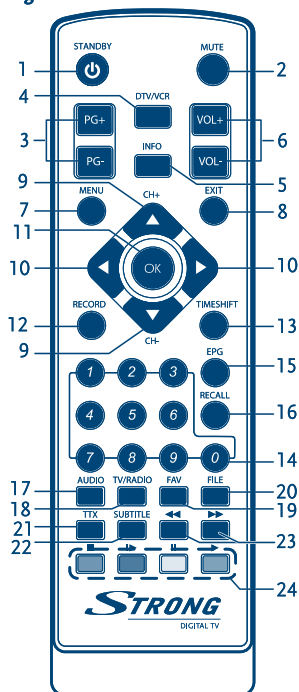 STANDBY MUTE
1 2
4 DTV/VCR
PG+ VOL+
3 6
INFO
PG- VOL-
9 5
MENU CH+ EXIT
7 8
11
OK
10 10
RECORD TIMESHIFT
12 13
9
CH-
EPG
1 2 3
15
RECALL
4 5 6
16
7 8 9 0
14
AUDIO TV/RADIO FAV FILE
17 20
18 19
TTX SUBTITLE
21
22 23
24
STRONG
DIGITAL TV